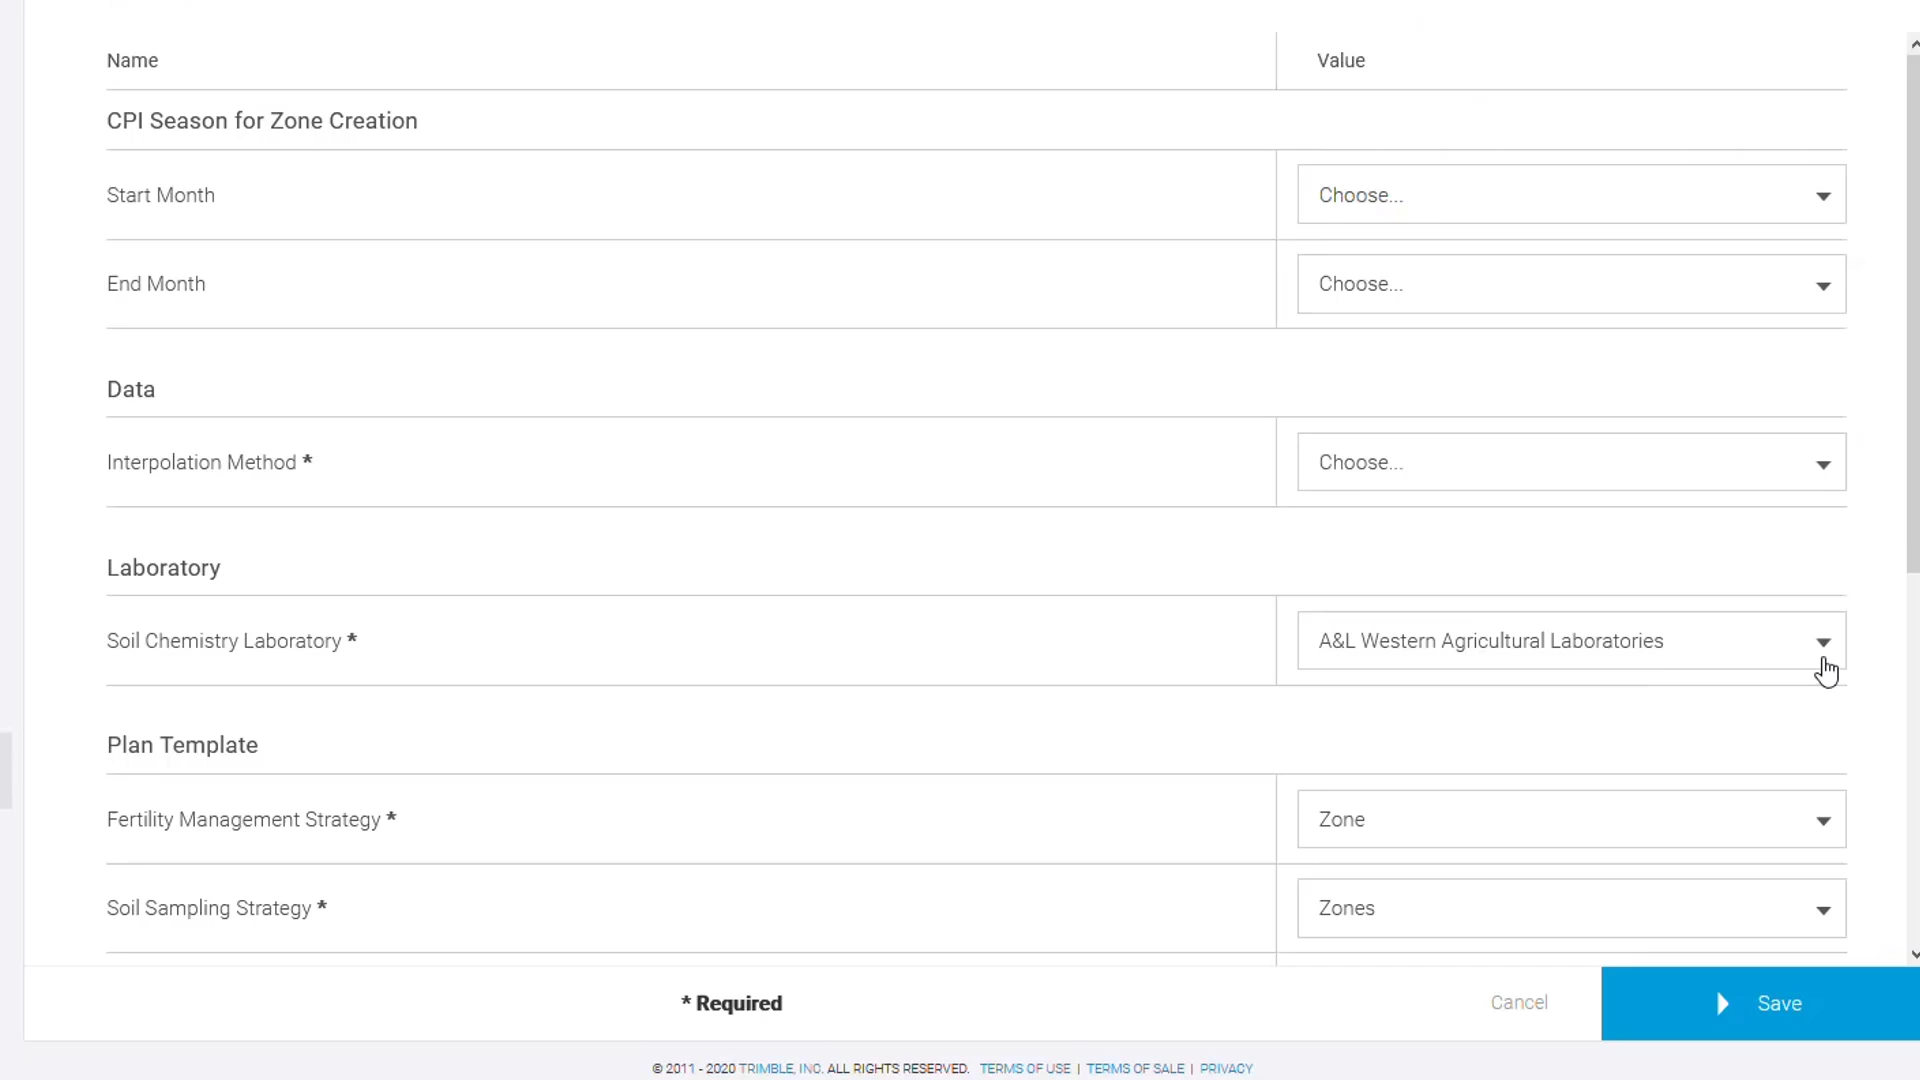 Name Value
CPI Season for Zone Creation
Start Month Choose...
End Month Choose...
Data
Interpolation Method * Choose...
Laboratory
Soil Chemistry Laboratory * A&L Western Agricultural Laboratories
Plan Template
Fertility Management Strategy * Zone
Soil Sampling Strategy * Zones
* Required Cancel Save
© 2011 - 2020 TRIMBLE, INC. ALL RIGHTS RESERVED. TERMS OF USE | TERMS OF SALE | PRIVACY